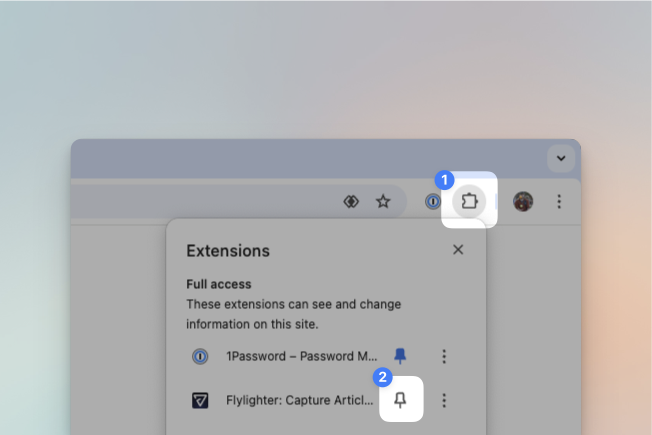 1
Extensions
Full access
These extensions can see and change
information on this site.
1Password – Password M...
2
Flylighter: Capture Articl...